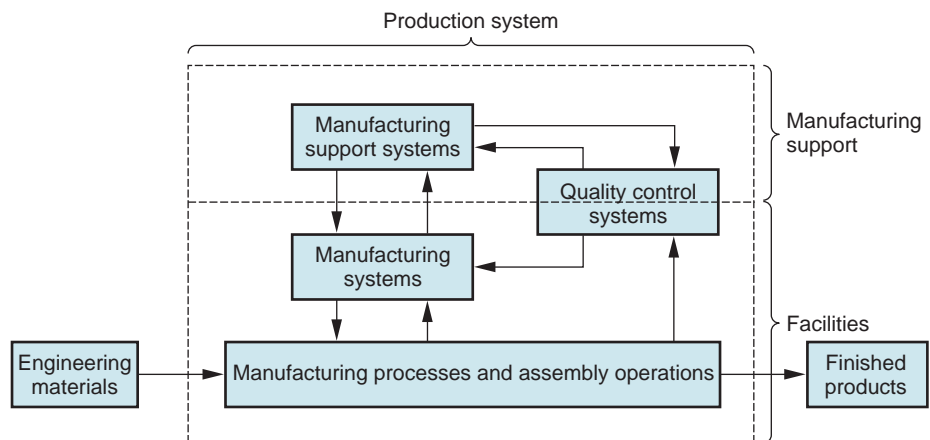 Production system
Manufacturing
support systems
Manufacturing
support
Quality control
systems
Manufacturing
systems
Facilities
Engineering
materials
Manufacturing processes and assembly operations
Finished
products